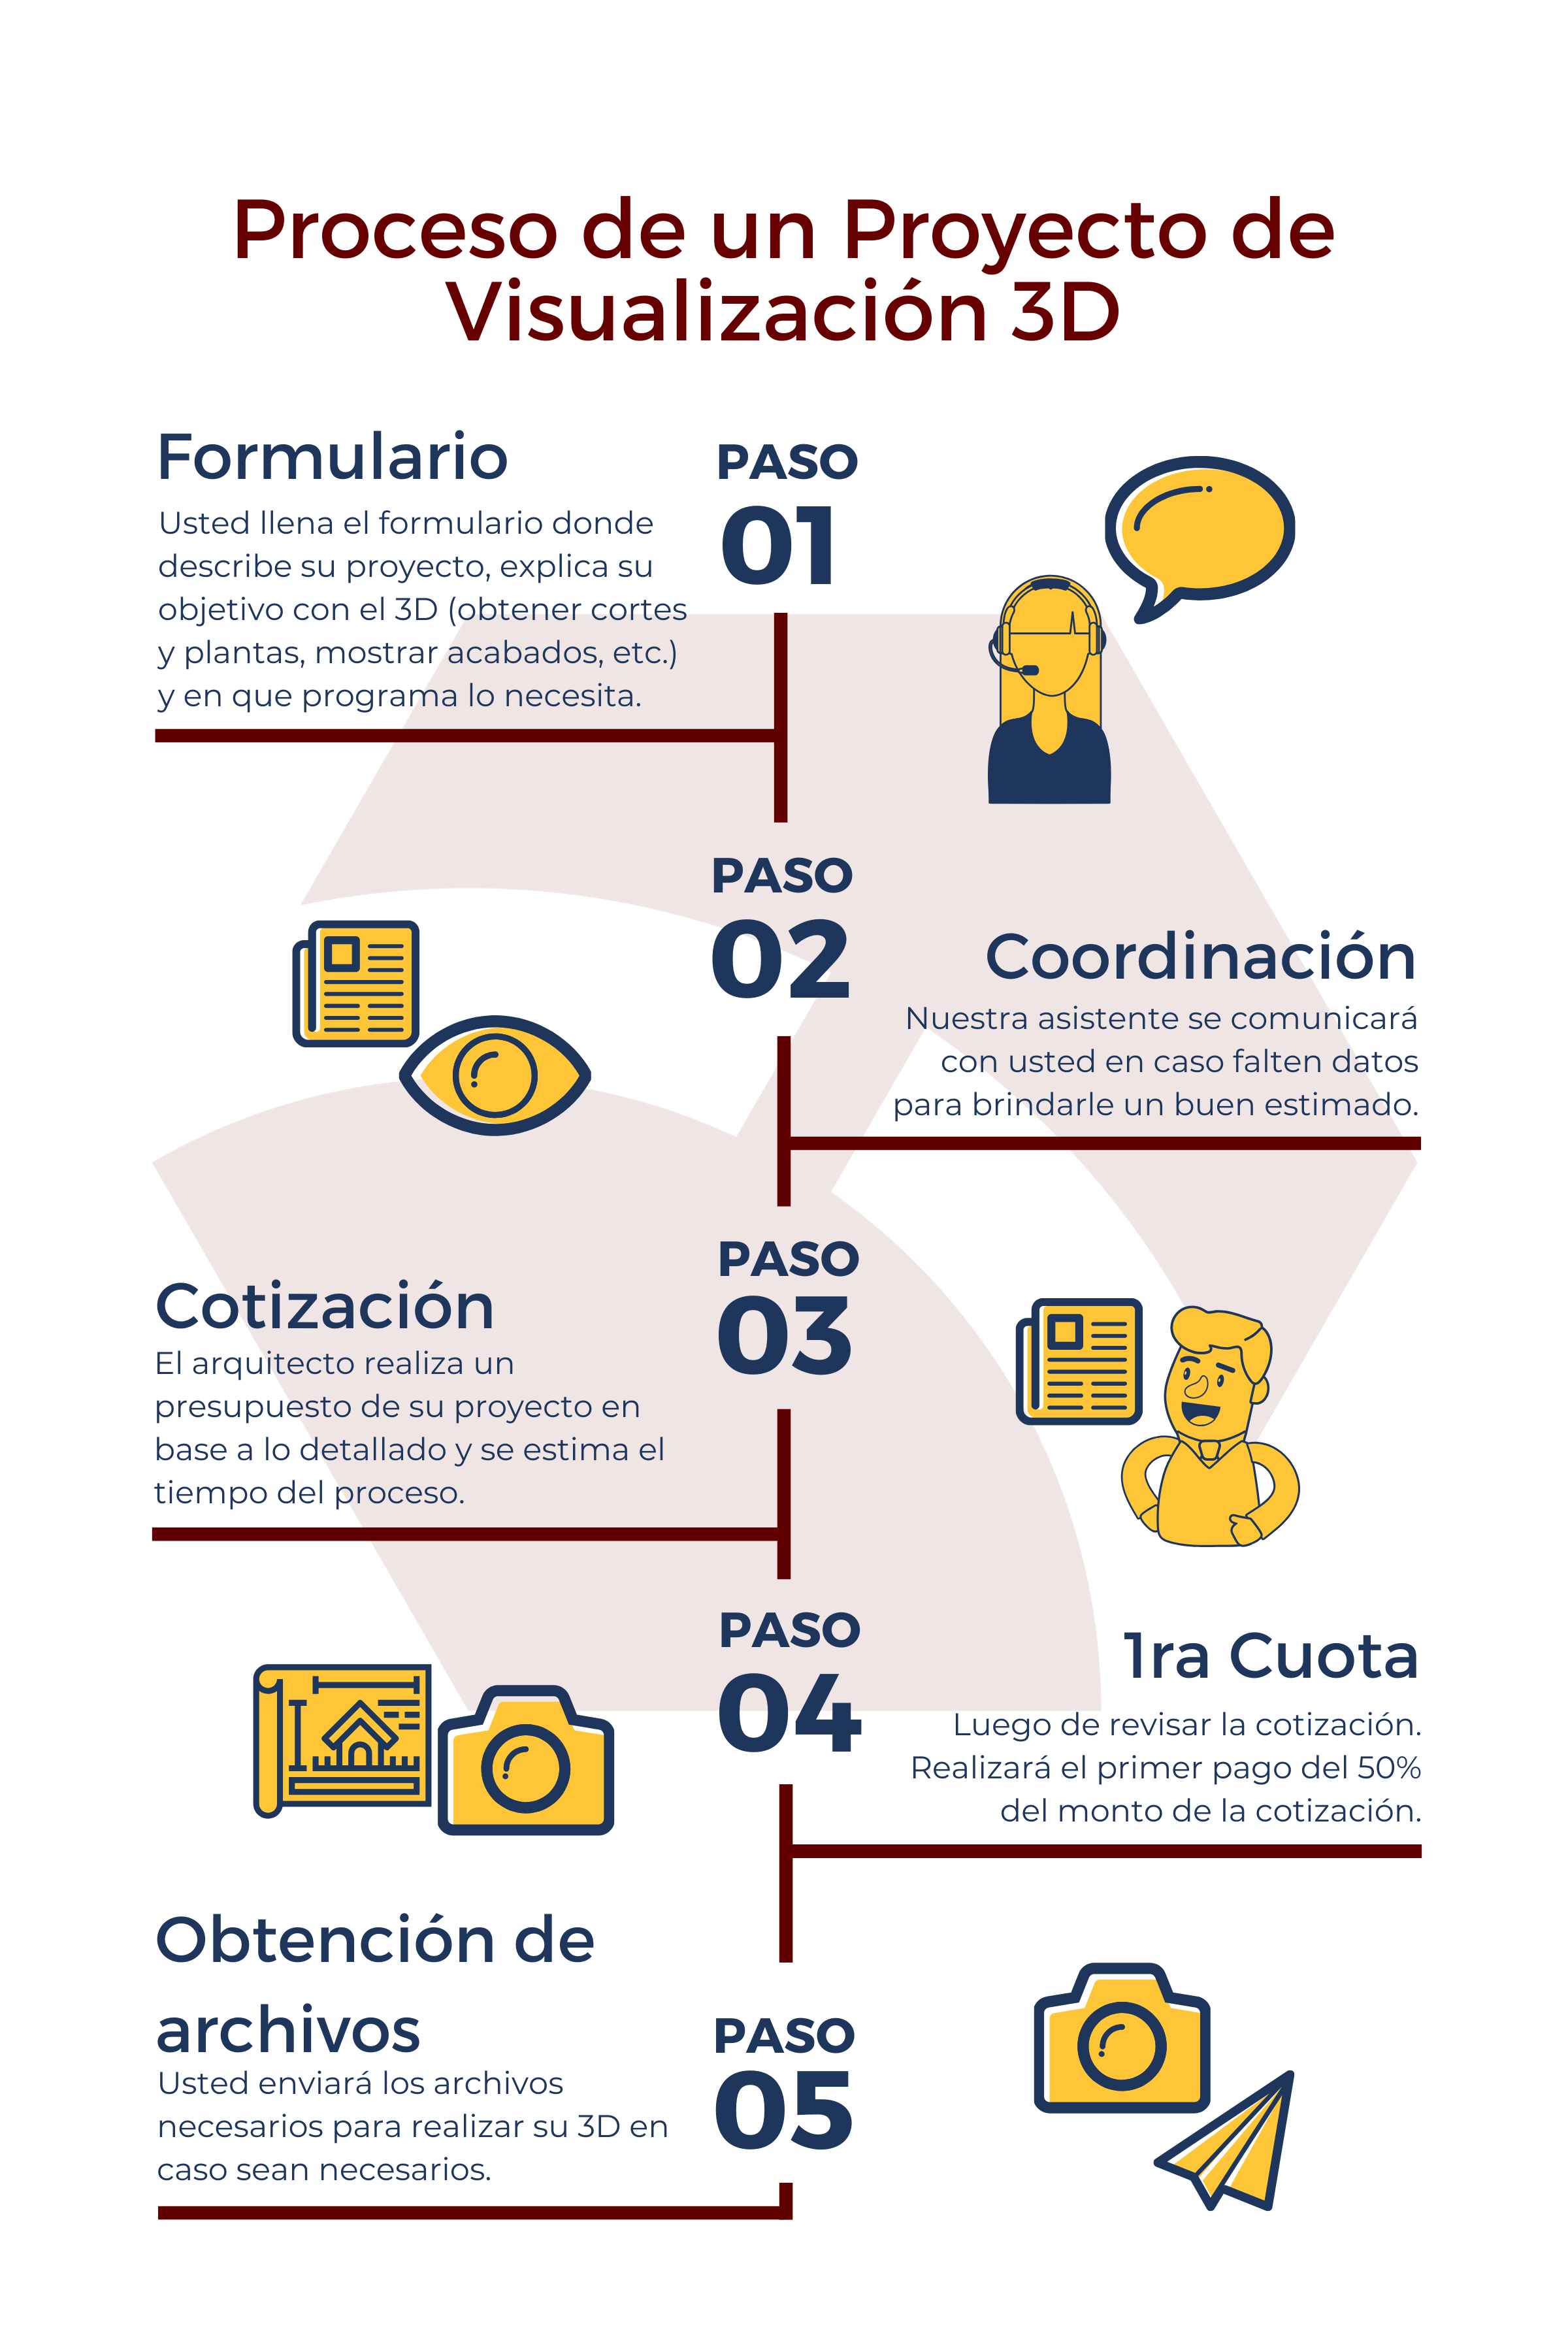 Proceso de un Proyecto de
Visualización 3D
Formulario
Usted llena el formulario donde
describe su proyecto, explica su
objetivo con el 3D (obtener cortes
y plantas, mostrar acabados, etc.)
y en que programa lo necesita.
PASO
01
PASO
02
Coordinación
Nuestra asistente se comunicará
con usted en caso falten datos
para brindarle un buen estimado.
PASO
03
Cotización
El arquitecto realiza un
presupuesto de su proyecto en
base a lo detallado y se estima el
tiempo del proceso.
PASO
04
1ra Cuota
Luego de revisar la cotización.
Realizará el primer pago del 50%
del monto de la cotización.
Obtención de
archivos
Usted enviará los archivos
necesarios para realizar su 3D en
caso sean necesarios.
PASO
05